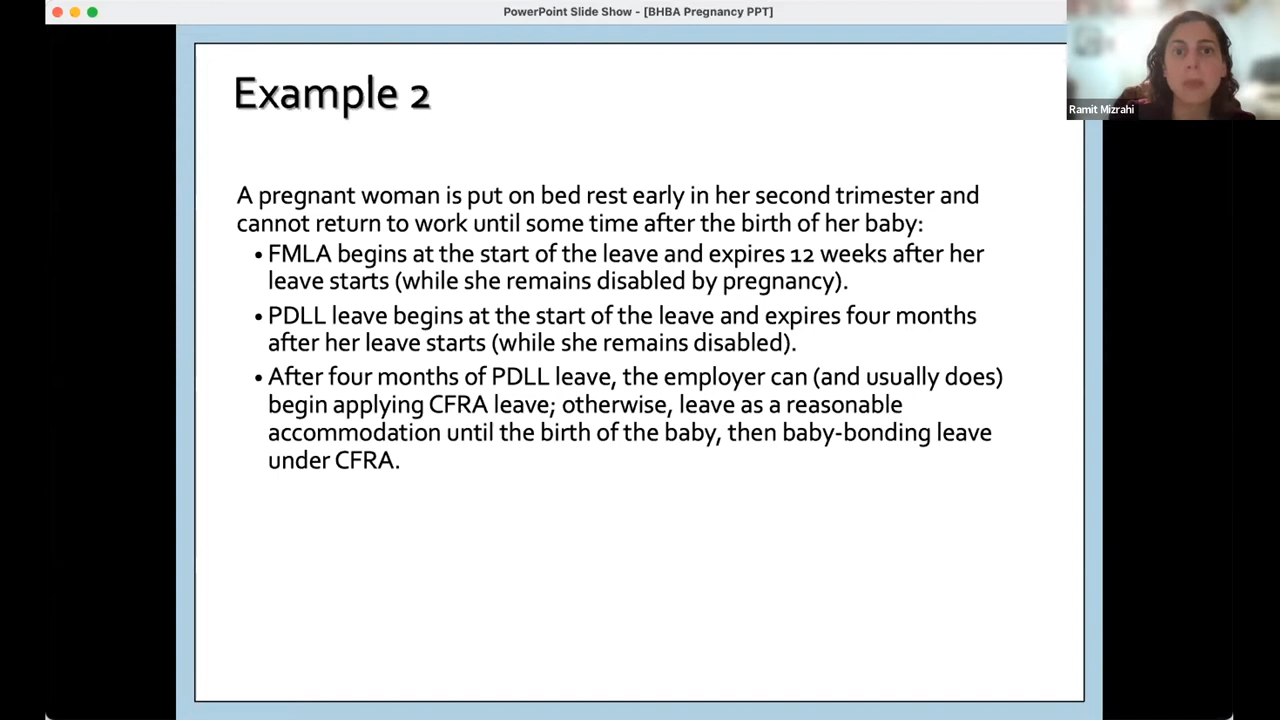 PowerPoint Slide Show - [BHBA Pregnancy PPT]
Ramit Mizrahi
Example 2
A pregnant woman is put on bed rest early in her second trimester and
cannot return to work until some time after the birth of her baby:
• FMLA begins at the start of the leave and expires 12 weeks after her
leave starts (while she remains disabled by pregnancy).
• PDLL leave begins at the start of the leave and expires four months
after her leave starts (while she remains disabled).
• After four months of PDLL leave, the employer can (and usually does)
begin applying CFRA leave; otherwise, leave as a reasonable
accommodation until the birth of the baby, then baby-bonding leave
under CFRA.